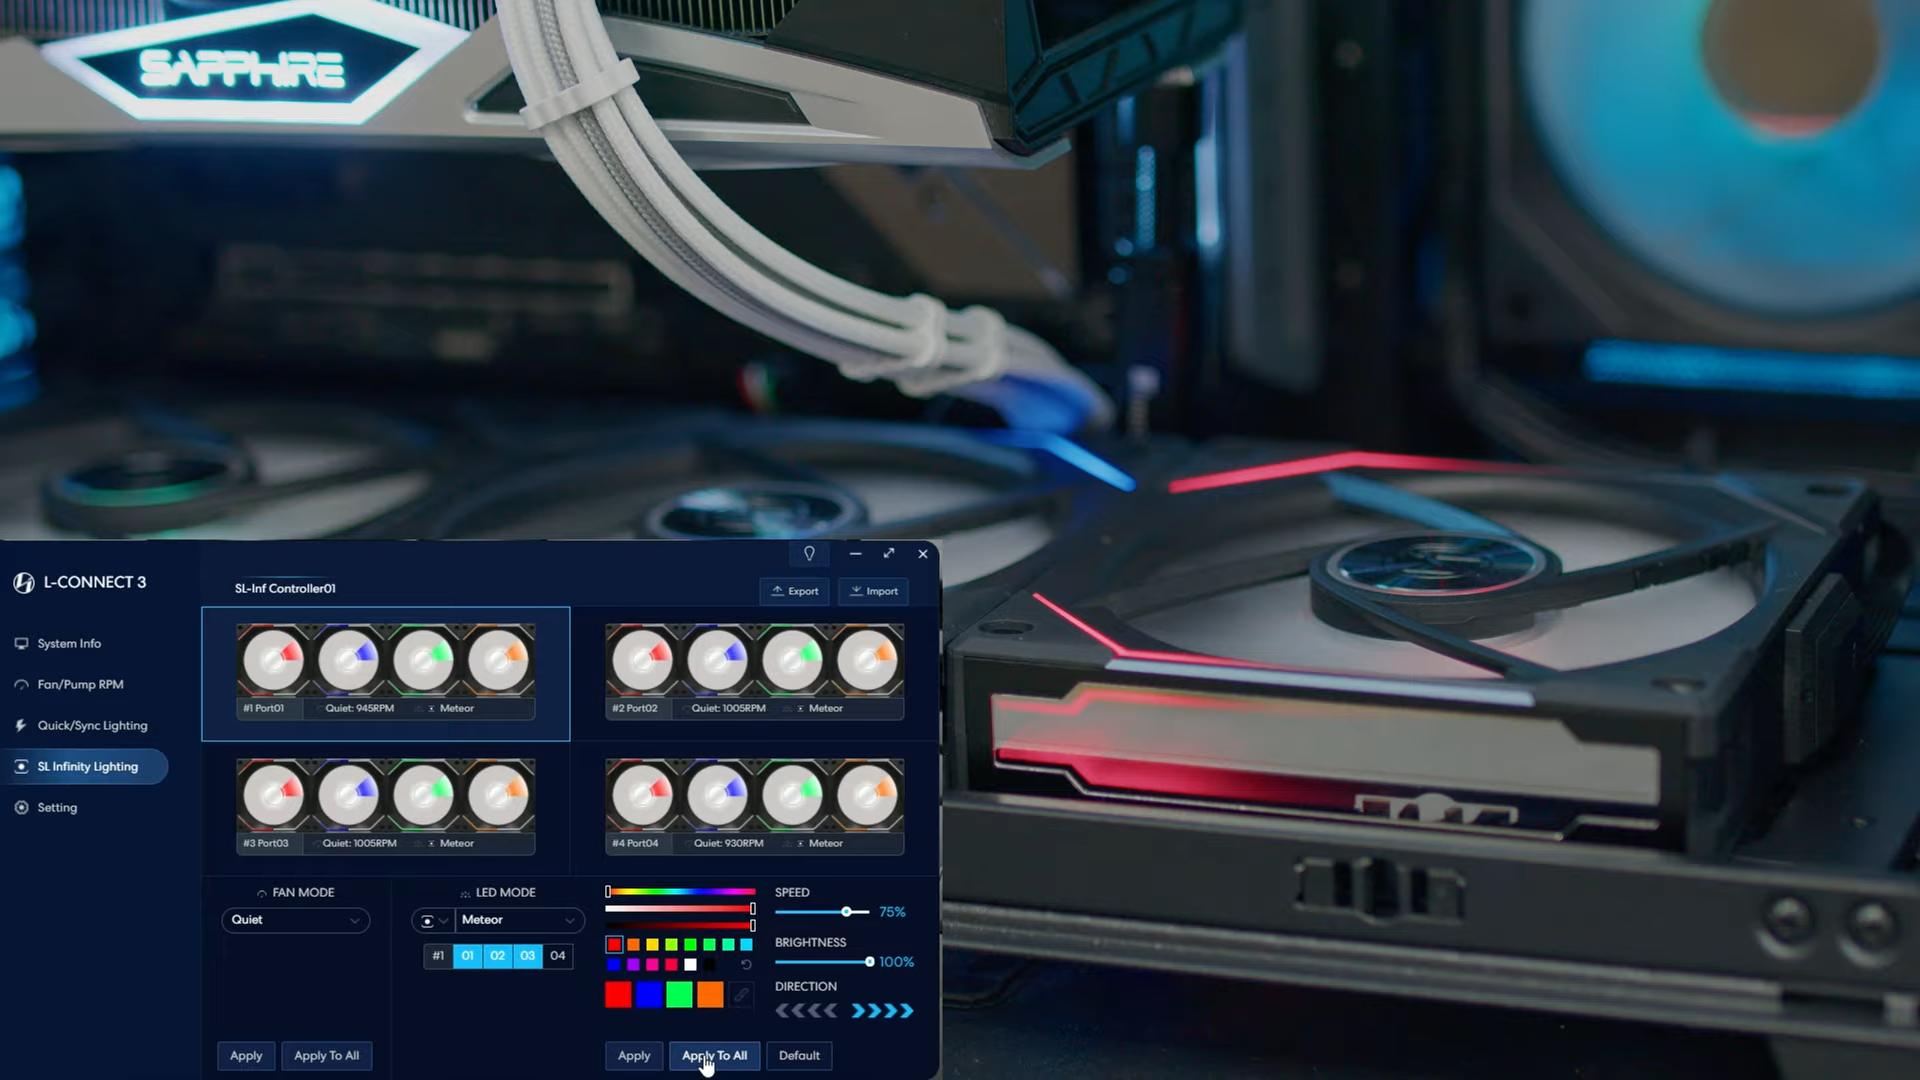 SAPPHIRE
L-CONNECT 3
SL-Inf Controller01
Export
Import
System Info
Fan/Pump RPM
Quick/Sync Lighting
SL Infinity Lighting
Setting
#1 Port01 Quiet: 945RPM Meteor
#2 Port02 Quiet: 1005RPM Meteor
#3 Port03 Quiet: 1005RPM Meteor
#4 Port04 Quiet: 930RPM Meteor
FAN MODE
Quiet
Apply
Apply To All
LED MODE
Meteor
#1 01 02 03 04
SPEED
75%
BRIGHTNESS
100%
DIRECTION
Apply
Apply To All
Default